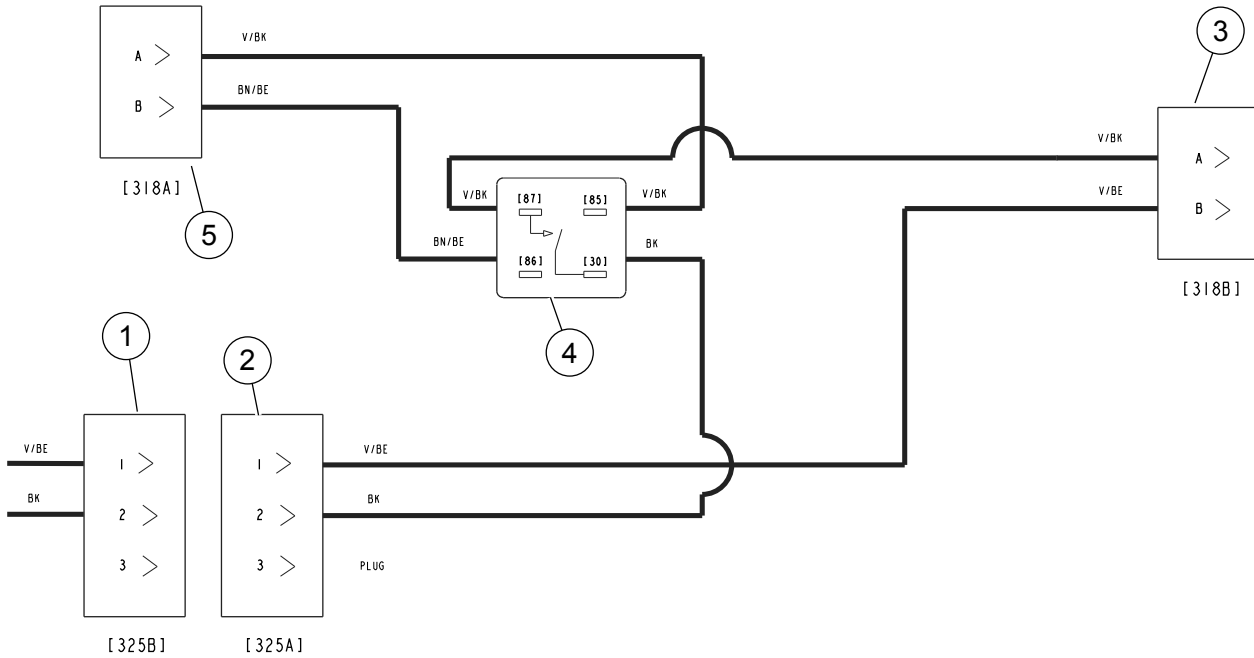 A
B
[318A]
5
V/BK
BN/BE
V/BK
BN/BE
[87]
[85]
[86]
[30]
V/BK
BK
4
3
V/BK
V/BE
A
B
[318B]
1
V/BE
BK
1
2
3
[325B]
2
1
2
3
[325A]
V/BE
BK
PLUG